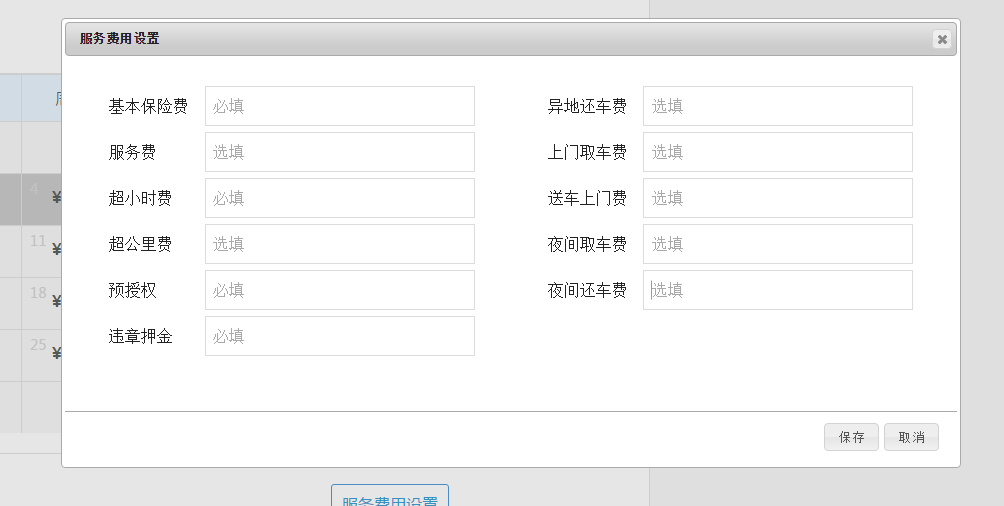 服务费用设置
基本保险费 必填
异地还车费 选填
服务费 选填
上门取车费 选填
超小时费 必填
送车上门费 选填
超公里费 选填
夜间取车费 选填
预授权 必填
夜间还车费 选填
违章押金 必填
4 ¥
11 ¥
18 ¥
25 ¥
保存 取消
服务费用设置